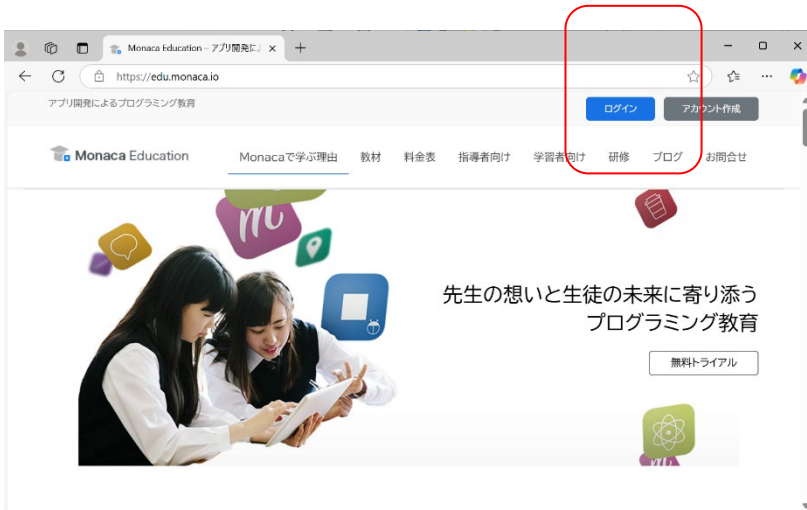 Monaca Education – アプリ開発に
https://edu.monaca.io
アプリ開発によるプログラミング教育
ログイン
アカウント作成
Monaca Education
Monacaで学ぶ理由 教材 料金表 指導者向け 学習者向け 研修 ブログ お問合せ
先生の想いと生徒の未来に寄り添う
プログラミング教育
無料トライアル